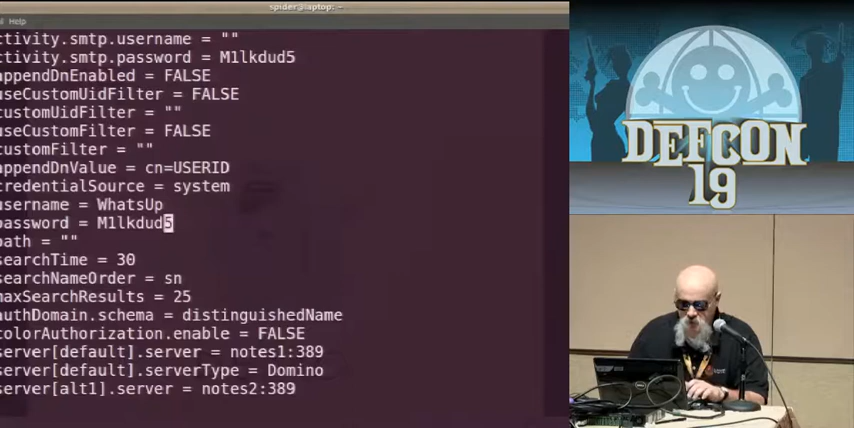 spider@laptop: ~
al Help
ctivity.smtp.username = ""
ctivity.smtp.password = M1lkdud5
appendDnEnabled = FALSE
useCustomUidFilter = FALSE
customUidFilter = ""
useCustomFilter = FALSE
customFilter = ""
appendDnValue = cn=USERID
credentialSource = system
username = WhatsUp
password = M1lkdud5
path = ""
searchTime = 30
searchNameOrder = sn
maxSearchResults = 25
authDomain.schema = distinguishedName
colorAuthorization.enable = FALSE
server[default].server = notes1:389
server[default].serverType = Domino
server[alt1].server = notes2:389
DEFCON
19